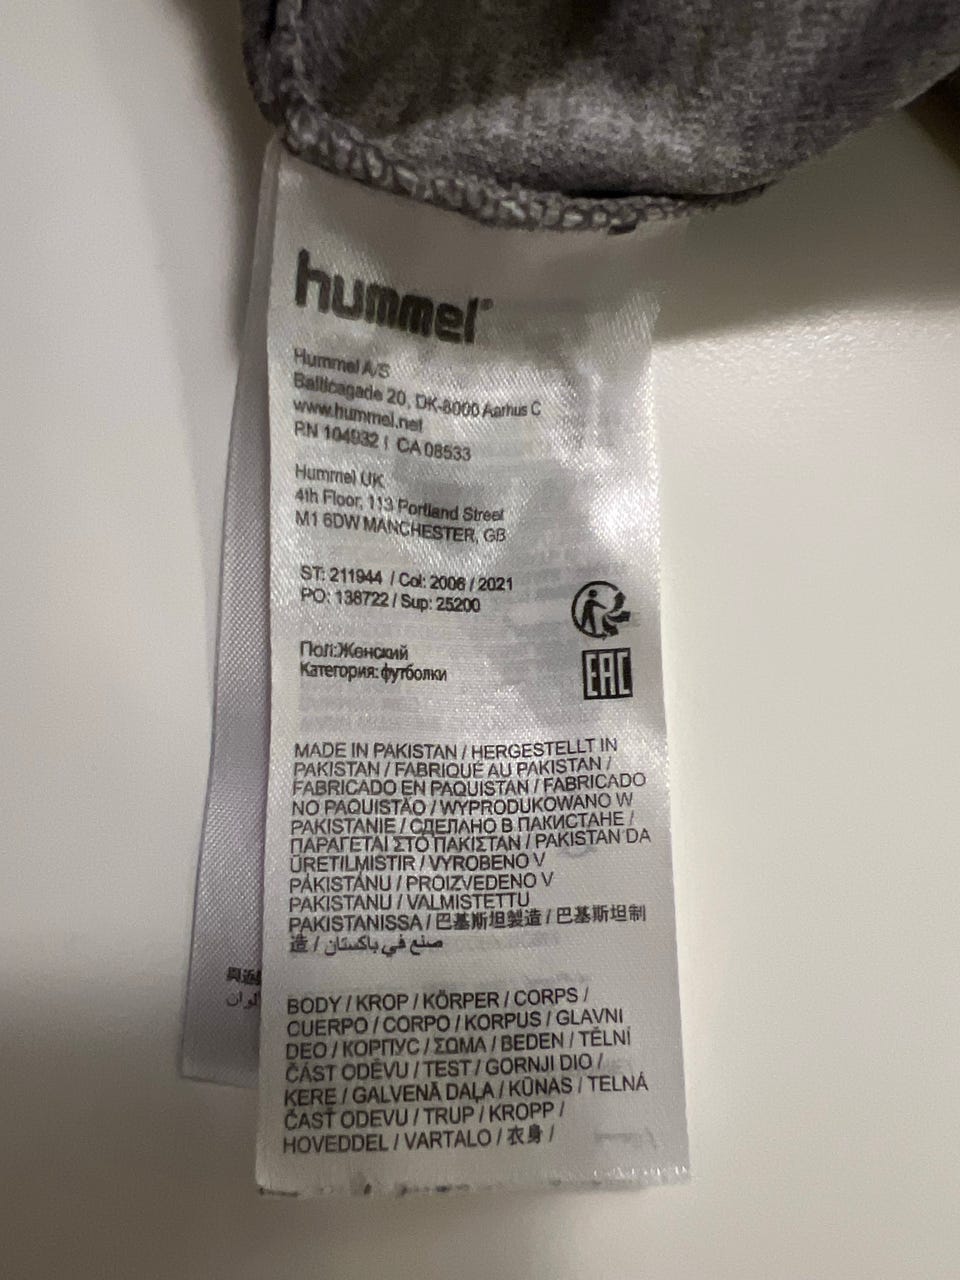 hummel®
Hummel A/S
Balticagade 20, DK-8000 Aarhus C
www.hummel.net
RN 104932 | CA 08533
Hummel UK
4th Floor, 113 Portland Street
M1 6DW MANCHESTER, GB
ST: 211944 / Col: 2006 / 2021
PO: 138722 / Sup: 25200
Пол:Женский
Категория: футболки
EAC
MADE IN PAKISTAN / HERGESTELLT IN
PAKISTAN / FABRIQUÉ AU PAKISTAN /
FABRICADO EN PAQUISTAN / FABRICADO
NO PAQUISTÃO / WYPRODUKOWANO W
PAKISTANIE / СДЕЛАНО В ПАКИСТАНЕ /
ΠΑΡΑΓΕΤΑΙ ΣΤΟ ΠΑΚΙΣΤΑΝ / PAKISTAN DA
ÜRETILMISTIR / VYROBENO V
PÁKISTÁNU / PROIZVEDENO V
PAKISTANU / VALMISTETTU
PAKISTANISSA / 巴基斯坦製造 / 巴基斯坦制
造 / صنع في باكستان
BODY / KROP / KÖRPER / CORPS /
CUERPO / CORPO / KORPUS / GLAVNI
DEO / КОРПУС / ΣΩΜΑ / BEDEN / TĚLNÍ
ČÁST ODĚVU / TEST / GORNJI DIO /
KERE / GALVENĀ DAĻA / KŪNAS / TELNÁ
ČASŤ ODEVU / TRUP / KROPP /
HOVEDDEL / VARTALO / 衣身 /